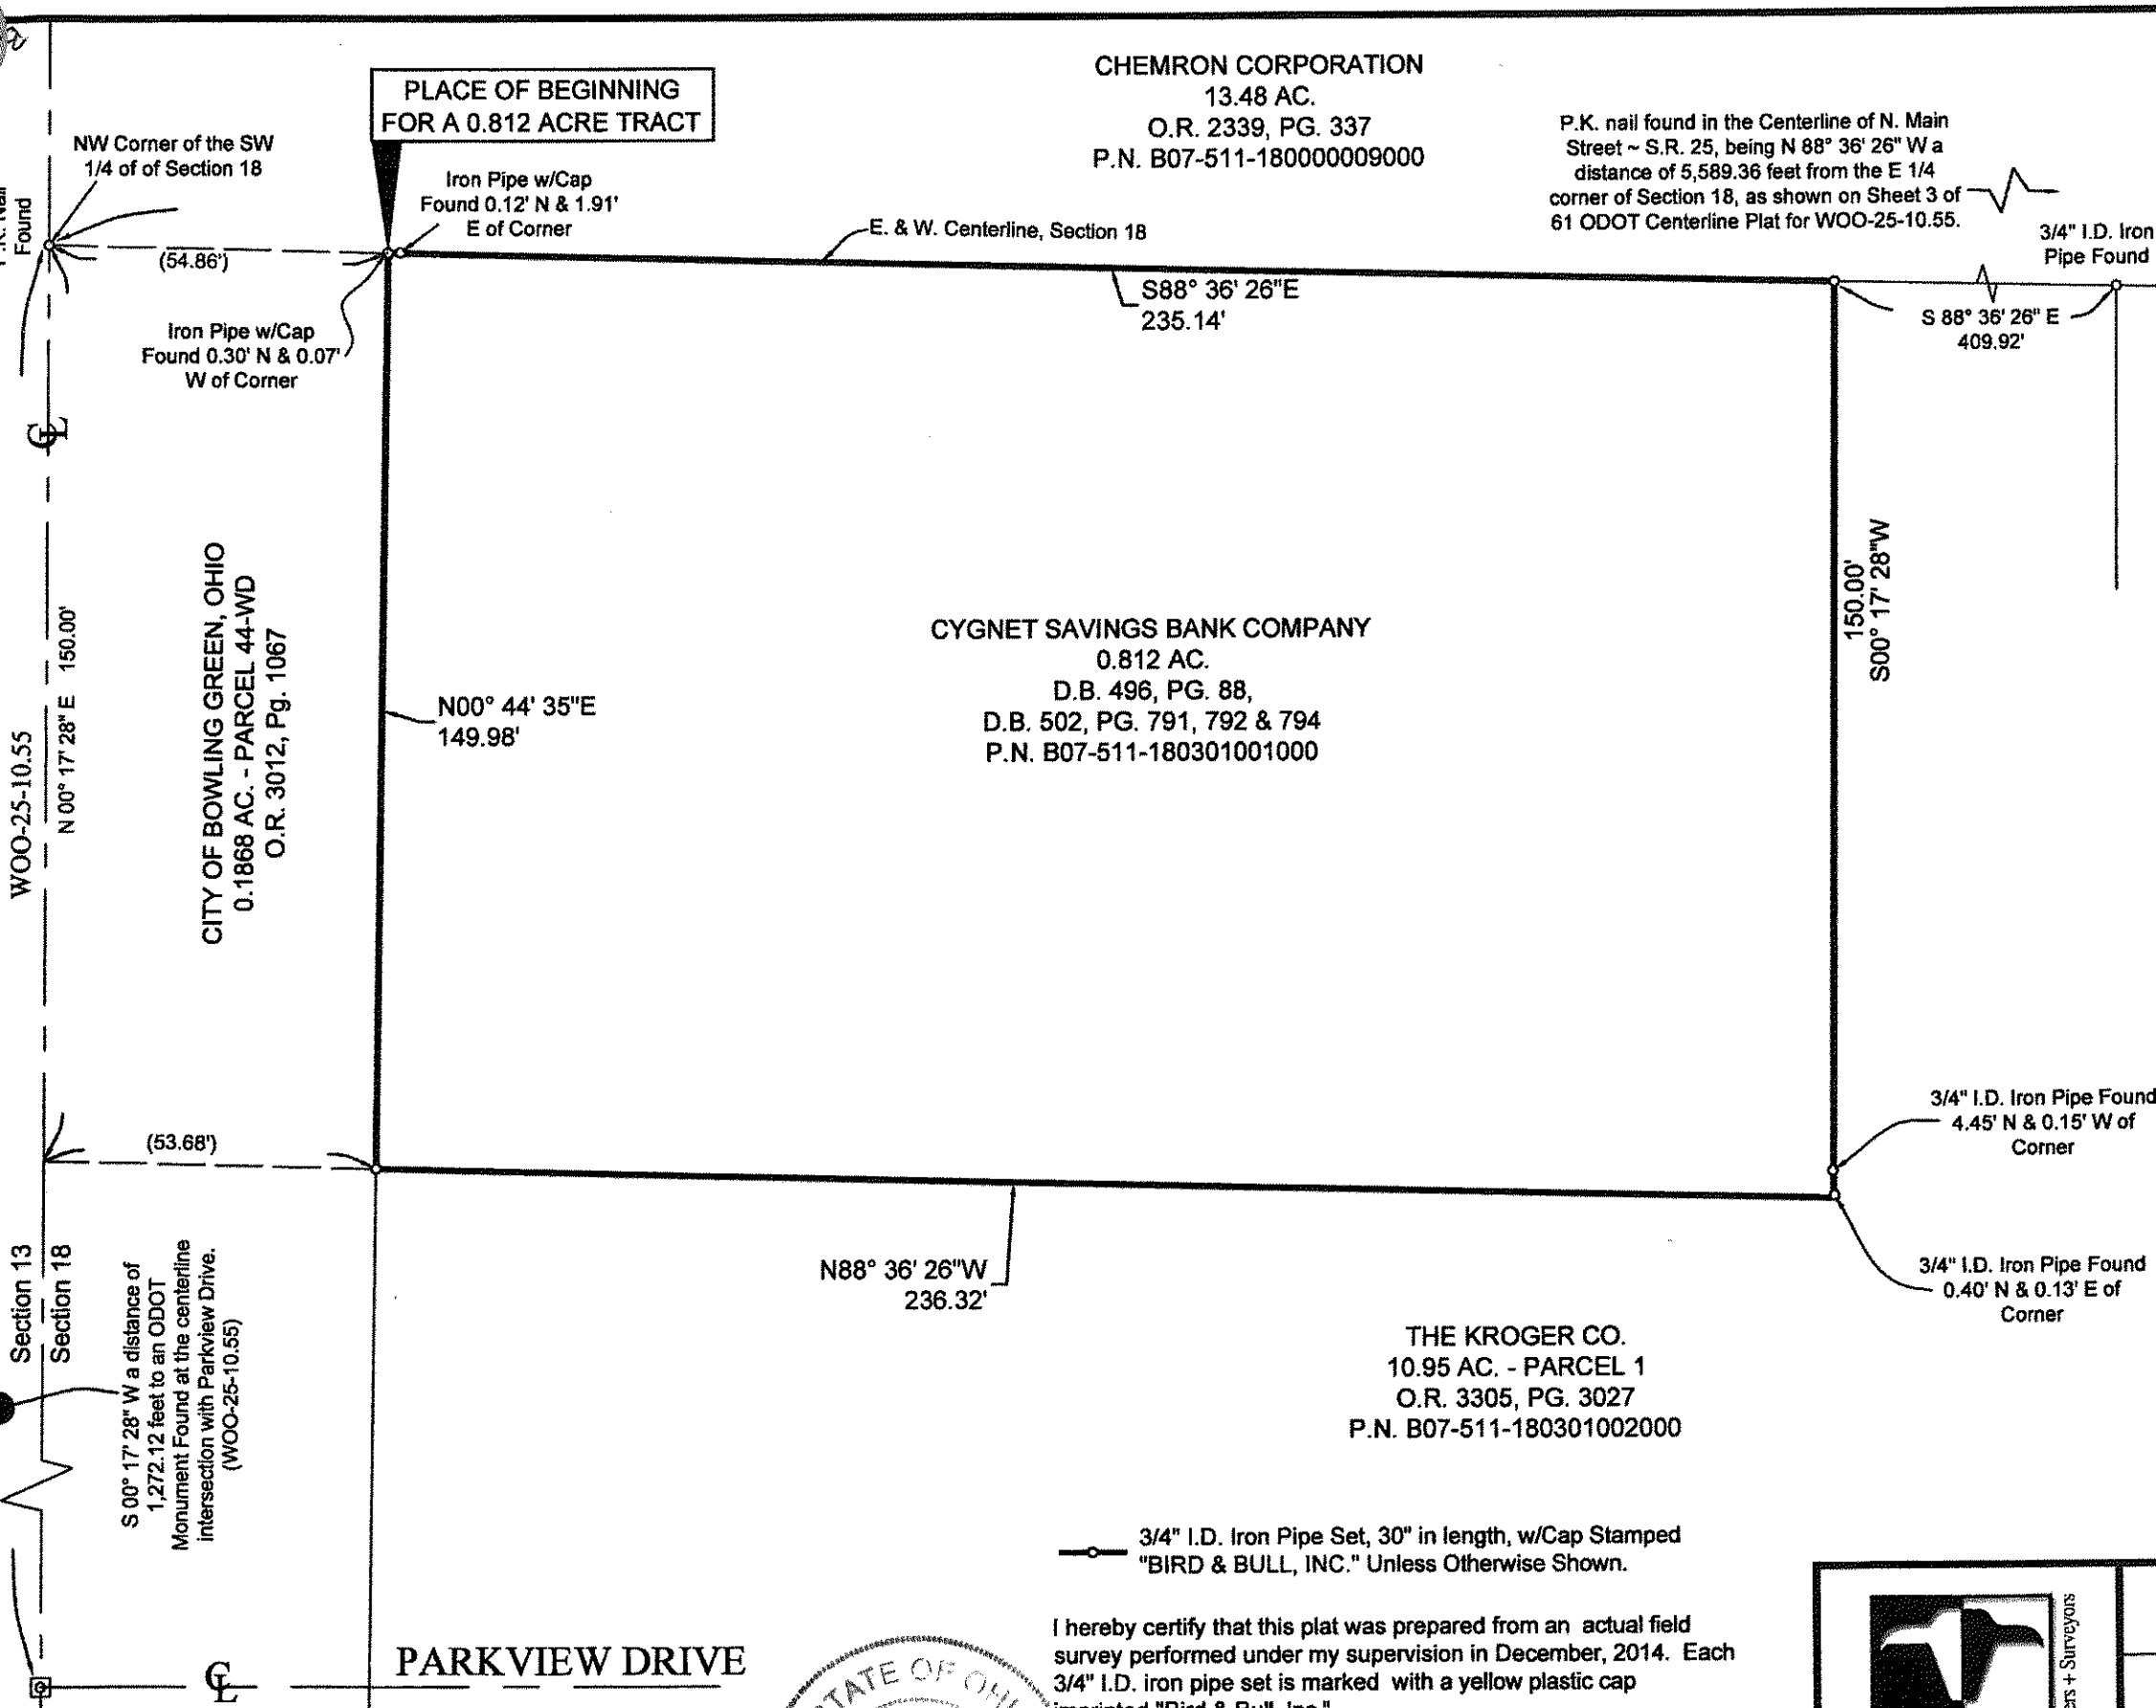 CHEMRON CORPORATION
13.48 AC.
O.R. 2339, PG. 337
P.N. B07-511-180000009000
PLACE OF BEGINNING
FOR A 0.812 ACRE TRACT
NW Corner of the SW
1/4 of of Section 18
Nail
Found
Iron Pipe w/Cap
Found 0.12' N & 1.91'
E of Corner
P.K. nail found in the Centerline of N. Main
Street ~ S.R. 25, being N 88° 36' 26" W a
distance of 5,589.36 feet from the E 1/4
corner of Section 18, as shown on Sheet 3 of
61 ODOT Centerline Plat for WOO-25-10.55.
3/4" I.D. Iron
Pipe Found
E. & W. Centerline, Section 18
(54.86')
S88° 36' 26"E
235.14'
S 88° 36' 26" E
409.92'
Iron Pipe w/Cap
Found 0.30' N & 0.07'
W of Corner
CL
WOO-25-10.55
N 00° 17' 28" E 150.00'
CITY OF BOWLING GREEN, OHIO
0.1868 AC. - PARCEL 44-WD
O.R. 3012, Pg. 1067
N00° 44' 35"E
149.98'
CYGNET SAVINGS BANK COMPANY
0.812 AC.
D.B. 496, PG. 88,
D.B. 502, PG. 791, 792 & 794
P.N. B07-511-180301001000
150.00'
S00° 17' 28"W
(53.68')
3/4" I.D. Iron Pipe Found
4.45' N & 0.15' W of
Corner
3/4" I.D. Iron Pipe Found
0.40' N & 0.13' E of
Corner
N88° 36' 26"W
236.32'
Section 13
Section 18
S 00° 17' 28" W a distance of
1,272.12 feet to an ODOT
Monument Found at the centerline
intersection with Parkview Drive.
(WOO-25-10.55)
THE KROGER CO.
10.95 AC. - PARCEL 1
O.R. 3305, PG. 3027
P.N. B07-511-180301002000
3/4" I.D. Iron Pipe Set, 30" in length, w/Cap Stamped
"BIRD & BULL, INC." Unless Otherwise Shown.
I hereby certify that this plat was prepared from an actual field
survey performed under my supervision in December, 2014. Each
3/4" I.D. iron pipe set is marked with a yellow plastic cap
imprinted "Bird & Bull, Inc."
CL
PARKVIEW DRIVE
STATE OF OHIO
+ Surveyors